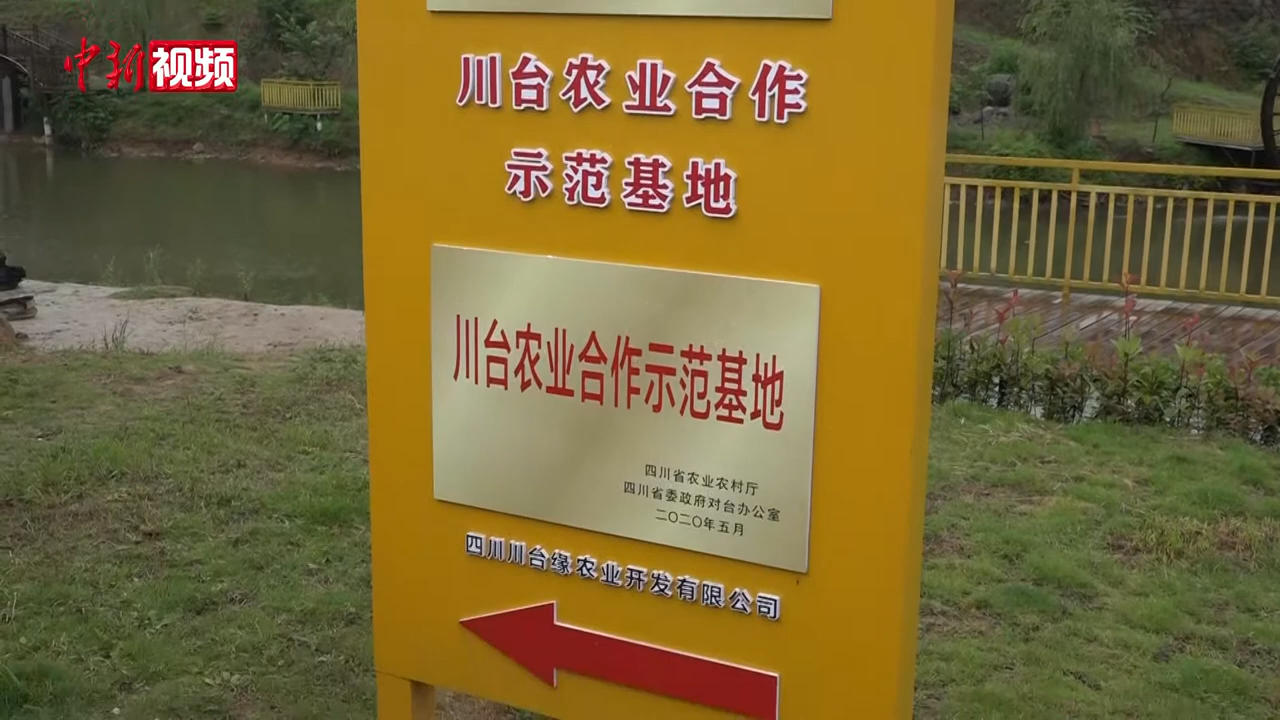 中新视频
川台农业合作
示范基地
川台农业合作示范基地
四川省农业农村厅
四川省委政府对台办公室
二〇二〇年五月
四川川台缘农业开发有限公司